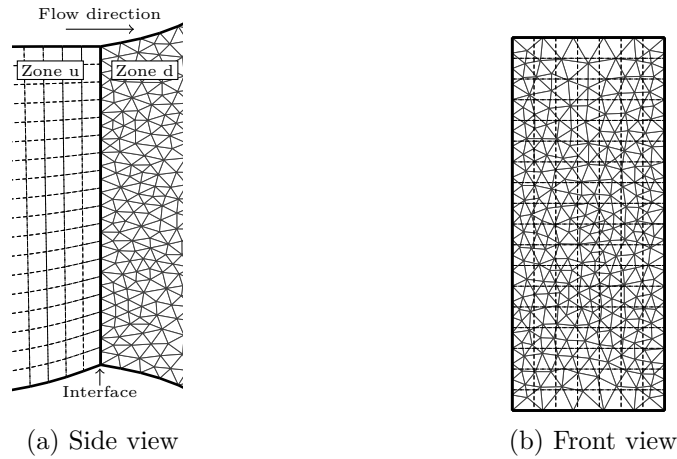 Flow direction
Zone u Zone d
Interface
(a) Side view
(b) Front view